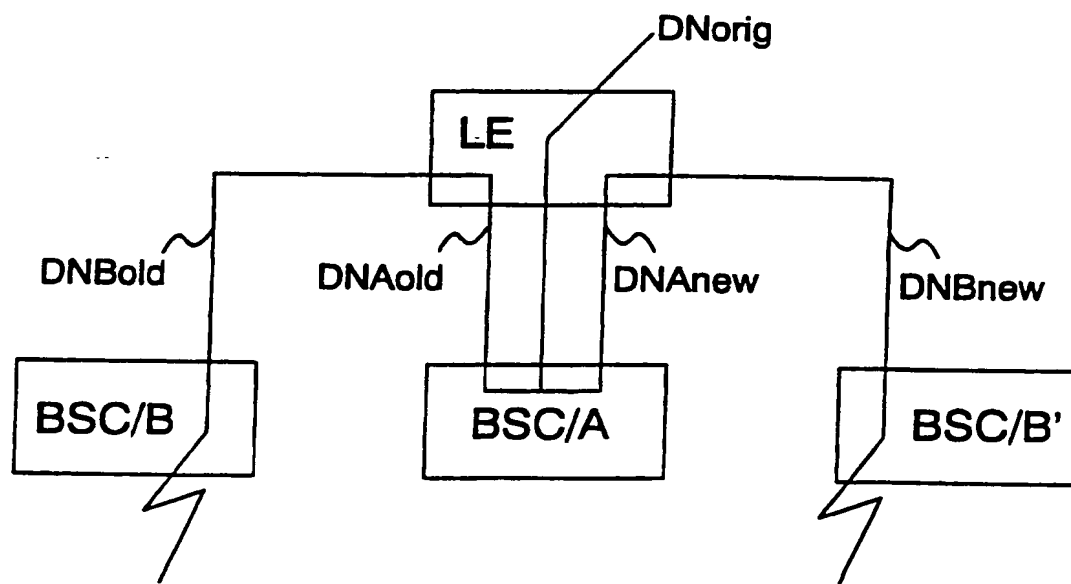 DNorig
LE
DNBold
DNAold
DNAnew
DNBnew
BSC/B
BSC/A
BSC/B'